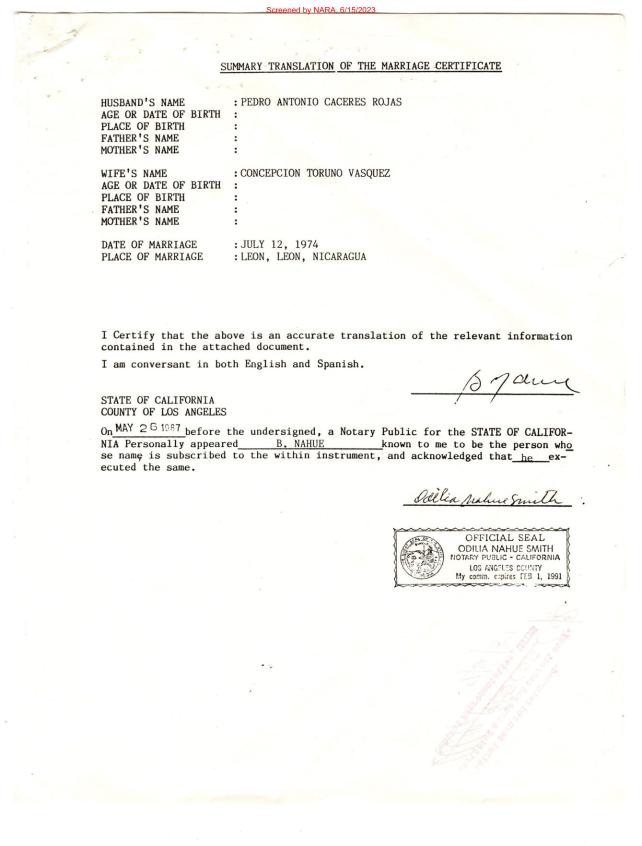 Screened by NARA, 6/15/2023
SUMMARY TRANSLATION OF THE MARRIAGE CERTIFICATE
HUSBAND'S NAME : PEDRO ANTONIO CACERES ROJAS
AGE OR DATE OF BIRTH :
PLACE OF BIRTH :
FATHER'S NAME :
MOTHER'S NAME :
WIFE'S NAME : CONCEPCION TORUNO VASQUEZ
AGE OR DATE OF BIRTH :
PLACE OF BIRTH :
FATHER'S NAME :
MOTHER'S NAME :
DATE OF MARRIAGE : JULY 12, 1974
PLACE OF MARRIAGE : LEON, LEON, NICARAGUA
I Certify that the above is an accurate translation of the relevant information
contained in the attached document.
I am conversant in both English and Spanish.
B Nahue
STATE OF CALIFORNIA
COUNTY OF LOS ANGELES
On MAY 26 1987 before the undersigned, a Notary Public for the STATE OF CALIFOR-
NIA Personally appeared B. NAHUE known to me to be the person who
se name is subscribed to the within instrument, and acknowledged that he ex-
ecuted the same.
Odilia Nahue Smith
OFFICIAL SEAL
ODILIA NAHUE SMITH
NOTARY PUBLIC - CALIFORNIA
LOS ANGELES COUNTY
My comm. expires FEB 1, 1991